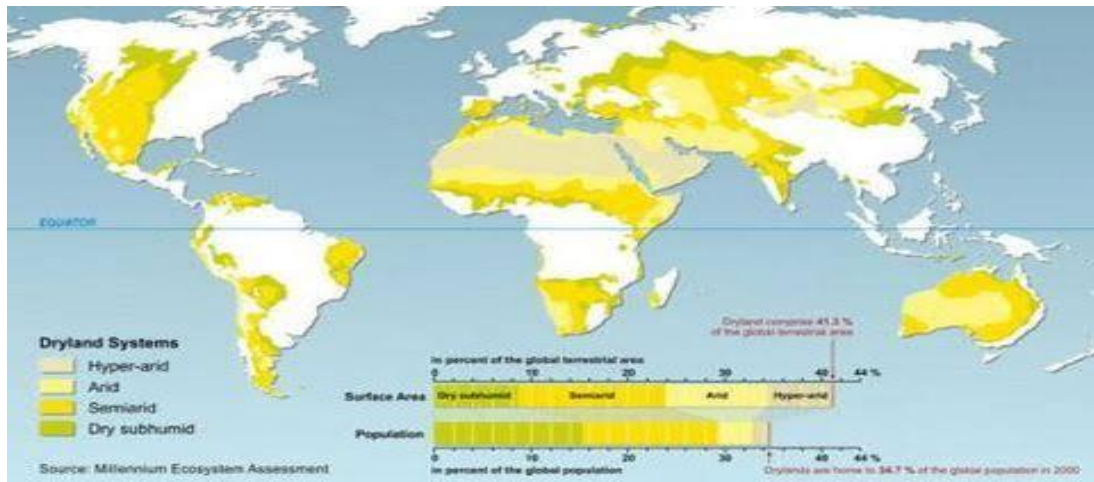 EQUATOR
Dryland Systems
Hyper-arid
Arid
Semiarid
Dry subhumid
Source: Millennium Ecosystem Assessment
Dryland comprise 41.3 %
of the global terrestrial area
in percent of the global terrestrial area
0 10 20 30 40 44 %
Surface Area Dry subhumid Semiarid Arid Hyper-arid
Population
0 10 20 30 40 44 %
in percent of the global population
Drylands are home to 34.7 % of the global population in 2000